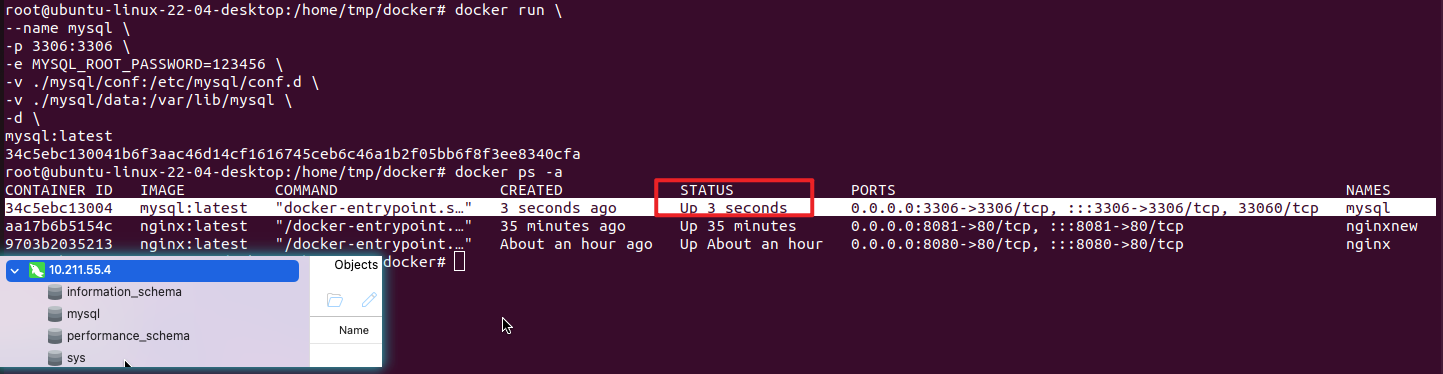 root@ubuntu-linux-22-04-desktop:/home/tmp/docker# docker run \
--name mysql \
-p 3306:3306 \
-e MYSQL_ROOT_PASSWORD=123456 \
-v ./mysql/conf:/etc/mysql/conf.d \
-v ./mysql/data:/var/lib/mysql \
-d \
mysql:latest
34c5ebc130041b6f3aac46d14cf1616745ceb6c46a1b2f05bb6f8f3ee8340cfa
root@ubuntu-linux-22-04-desktop:/home/tmp/docker# docker ps -a
CONTAINER ID   IMAGE          COMMAND                  CREATED             STATUS             PORTS                                                  NAMES
34c5ebc13004   mysql:latest   "docker-entrypoint.s…"   3 seconds ago       Up 3 seconds       0.0.0.0:3306->3306/tcp, :::3306->3306/tcp, 33060/tcp   mysql
aa17b6b5154c   nginx:latest   "/docker-entrypoint.…"   35 minutes ago      Up 35 minutes      0.0.0.0:8081->80/tcp, :::8081->80/tcp                  nginxnew
9703b2035213   nginx:latest   "/docker-entrypoint.…"   About an hour ago   Up About an hour   0.0.0.0:8080->80/tcp, :::8080->80/tcp                  nginx
docker#
10.211.55.4
Objects
information_schema
mysql
performance_schema
Name
sys